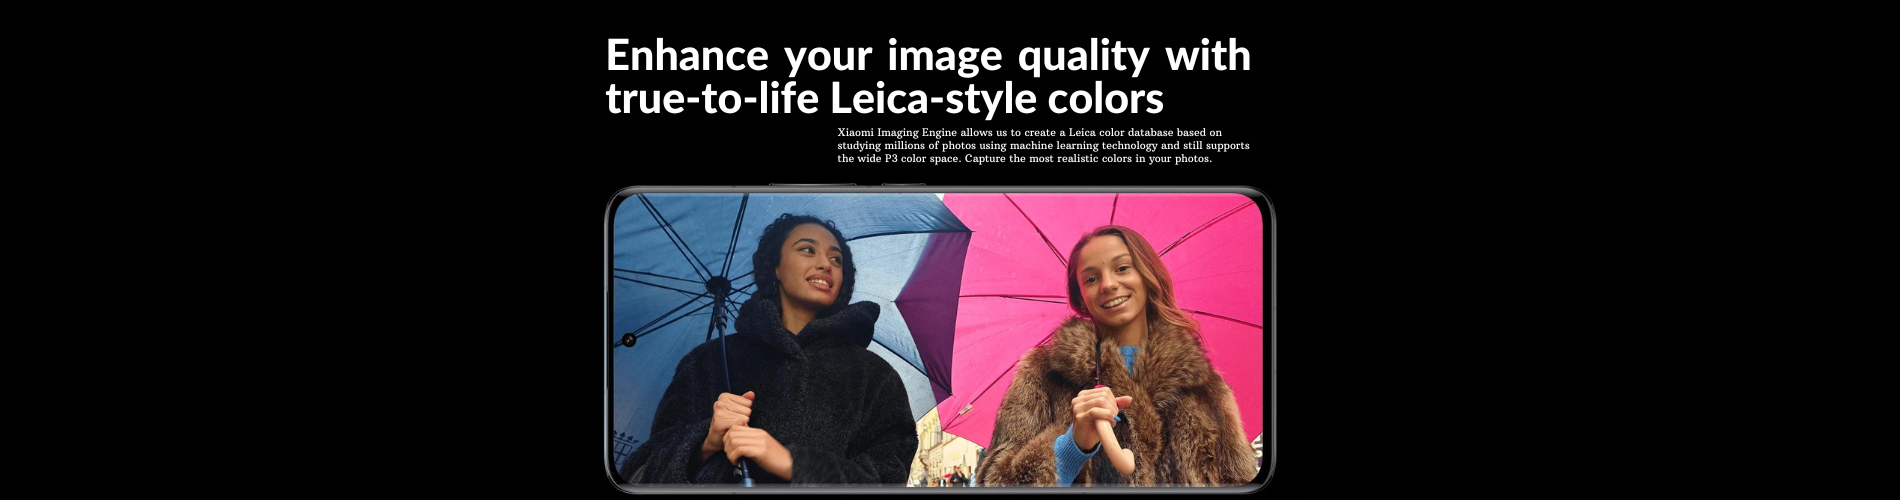 Enhance your image quality with
true-to-life Leica-style colors
Xiaomi Imaging Engine allows us to create a Leica color database based on
studying millions of photos using machine learning technology and still supports
the wide P3 color space. Capture the most realistic colors in your photos.